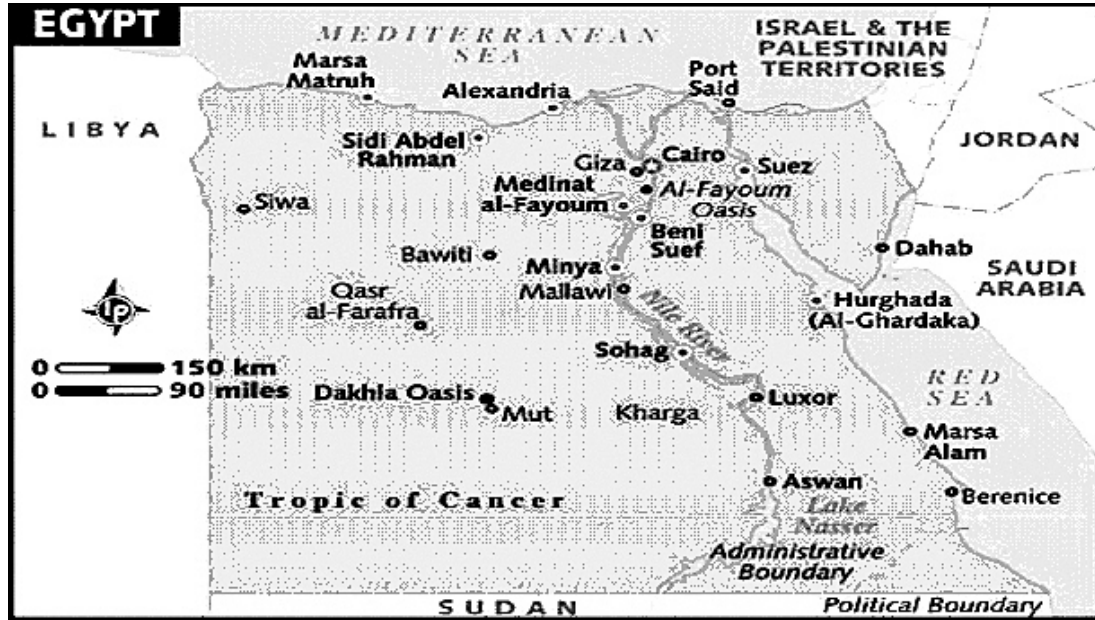 EGYPT
MEDITERRANEAN
SEA
ISRAEL & THE
PALESTINIAN
TERRITORIES
Marsa
Matruh
Alexandria
Port
Said
LIBYA
JORDAN
Sidi Abdel
Rahman
Giza
Cairo
Suez
Al-Fayoum
Oasis
Medinat
al-Fayoum
Siwa
Beni
Suef
Dahab
Bawiti
SAUDI
ARABIA
Minya
Mallawi
Qasr
al-Farafra
Nile River
Hurghada
(Al-Ghardaka)
LP
0 150 km
0 90 miles
Sohag
RED
SEA
Dakhla Oasis
Mut
Kharga
Luxor
Marsa
Alam
Aswan
Berenice
Tropic of Cancer
Lake
Nasser
Administrative
Boundary
SUDAN
Political Boundary